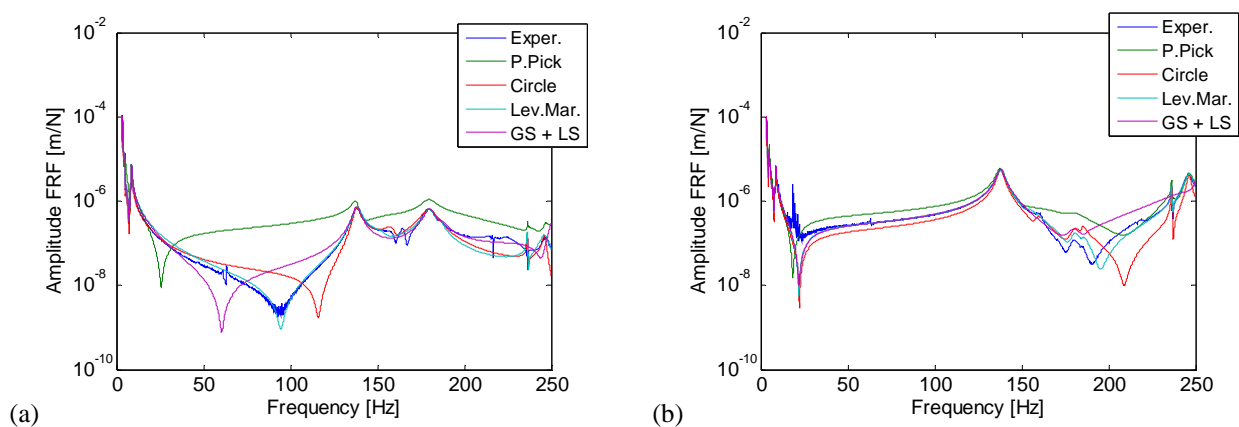 Amplitude FRF [m/N]
10^-2
10^-4
10^-6
10^-8
10^-10
0 50 100 150 200 250
Frequency [Hz]
Exper.
P.Pick
Circle
Lev.Mar.
GS + LS
(a)
Amplitude FRF [m/N]
10^-2
10^-4
10^-6
10^-8
10^-10
0 50 100 150 200 250
Frequency [Hz]
Exper.
P.Pick
Circle
Lev.Mar.
GS + LS
(b)